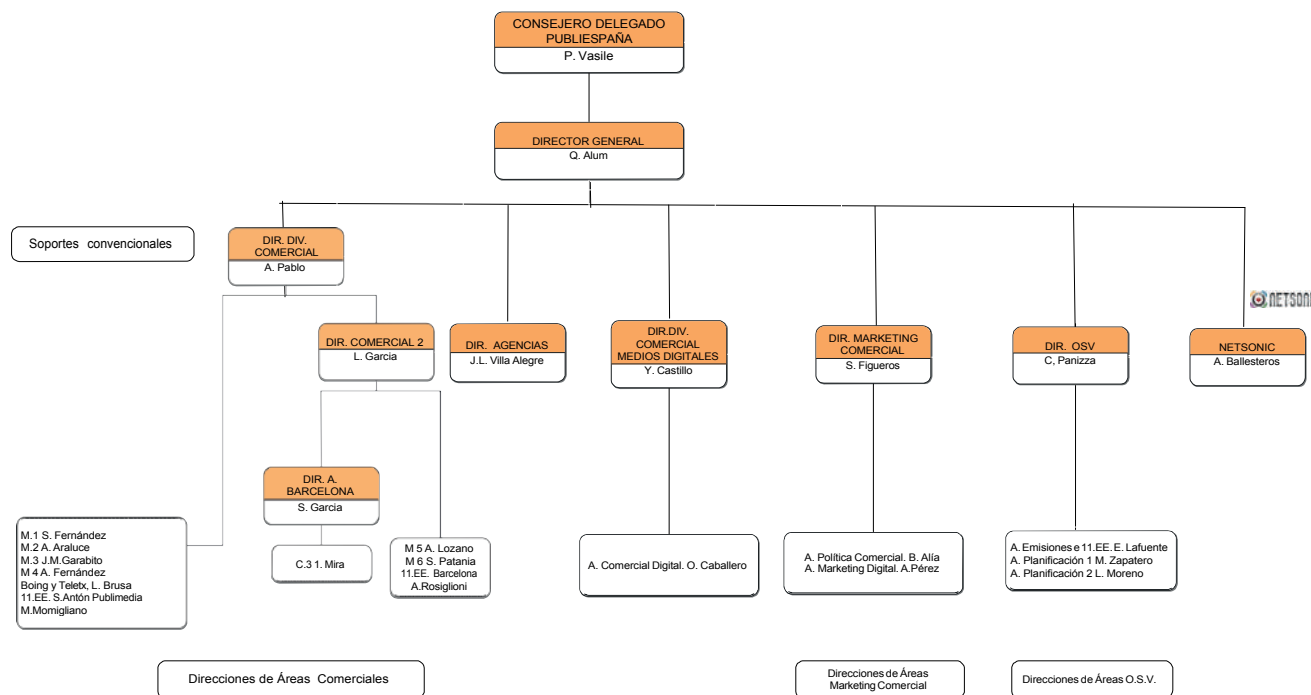 CONSEJERO DELEGADO
PUBLIESPAÑA
P. Vasile
DIRECTOR GENERAL
Q. Alum
Soportes convencionales
DIR. DIV.
COMERCIAL
A. Pablo
DIR. COMERCIAL 2
L. Garcia
DIR. AGENCIAS
J.L. Villa Alegre
DIR.DIV.
COMERCIAL
MEDIOS DIGITALES
Y. Castillo
DIR. MARKETING
COMERCIAL
S. Figueros
DIR. OSV
C, Panizza
NETSONIC
NETSONIC
A. Ballesteros
DIR. A.
BARCELONA
S. Garcia
M.1 S. Fernández
M.2 A. Araluce
M.3 J.M.Garabito
M 4 A. Fernández
Boing y Teletx, L. Brusa
11.EE. S.Antón Publimedia
M.Momigliano
C.3 1. Mira
M 5 A. Lozano
M 6 S. Patania
11.EE. Barcelona
A.Rosiglioni
A. Comercial Digital. O. Caballero
A. Política Comercial. B. Alía
A. Marketing Digital. A.Pérez
A. Emisiones e 11.EE. E. Lafuente
A. Planificación 1 M. Zapatero
A. Planificación 2 L. Moreno
Direcciones de Áreas Comerciales
Direcciones de Áreas
Marketing Comercial
Direcciones de Áreas O.S.V.